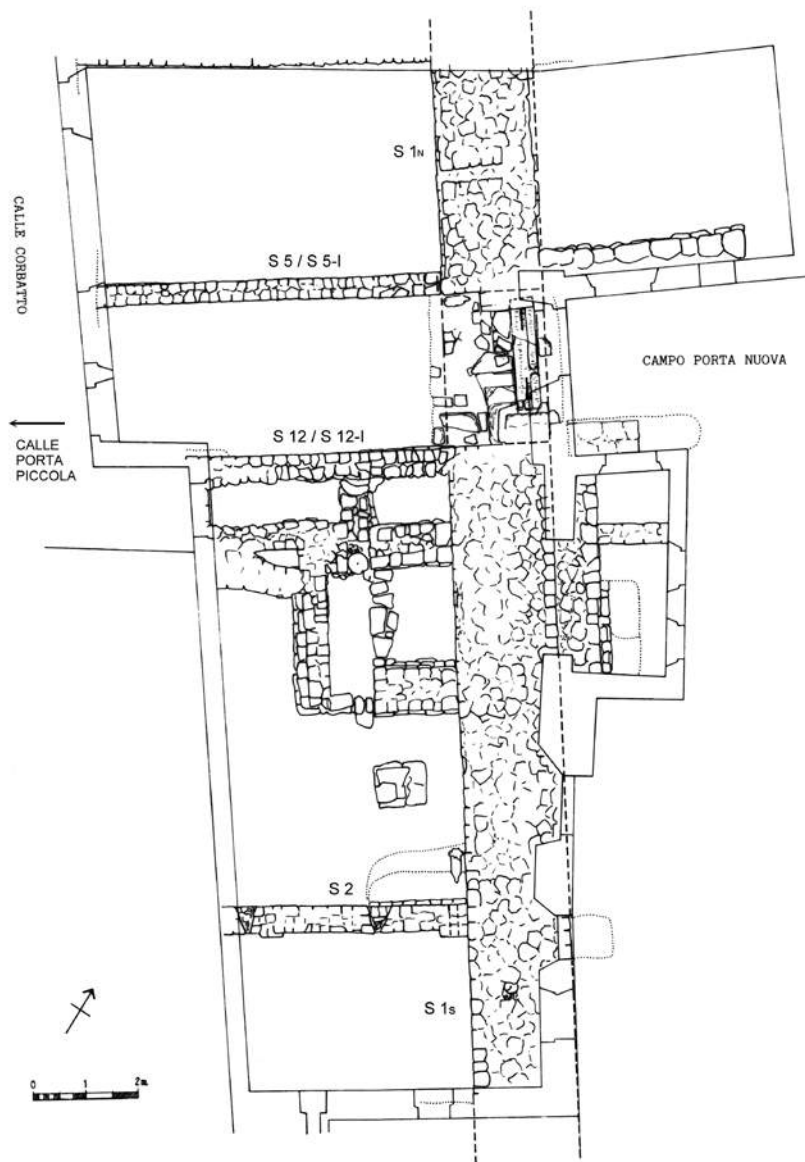 S 1N
CALLE CORBATTO
S 5 / S 5-I
CAMPO PORTA NUOVA
S 12 / S 12-I
CALLE
PORTA
PICCOLA
S 2
S 1s
0 1 2m